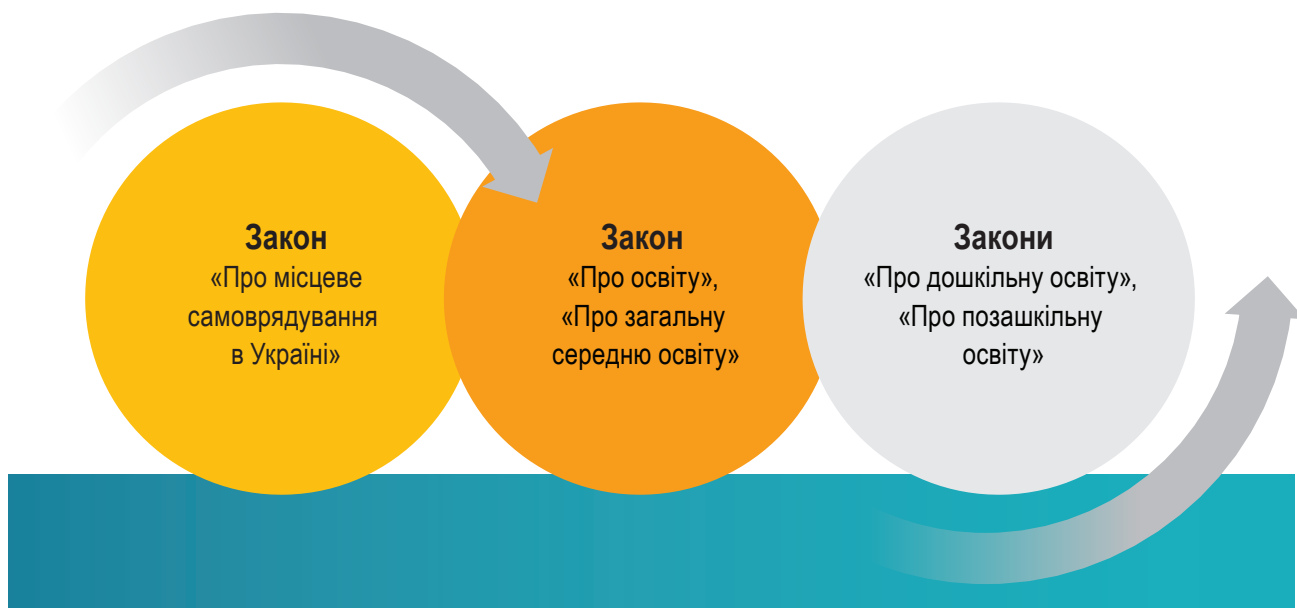 Закон
«Про місцеве
самоврядування
в Україні»
Закон
«Про освіту»,
«Про загальну
середню освіту»
Закони
«Про дошкільну освіту»,
«Про позашкільну
освіту»